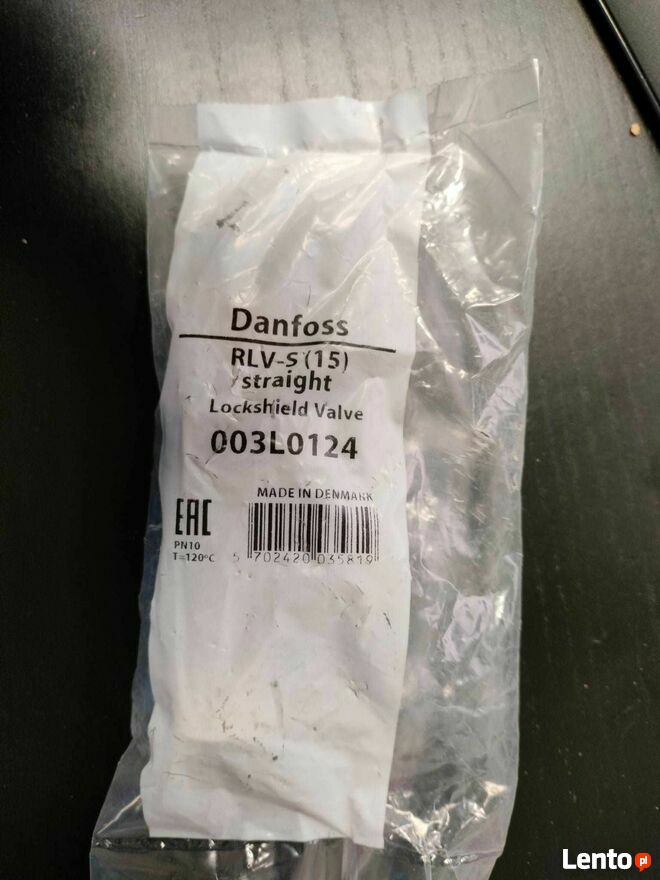 Danfoss
RLV-S (15)
straight
Lockshield Valve
003L0124
MADE IN DENMARK
EAC
PN10
T=120°C
5 702420 035819
Lento pl